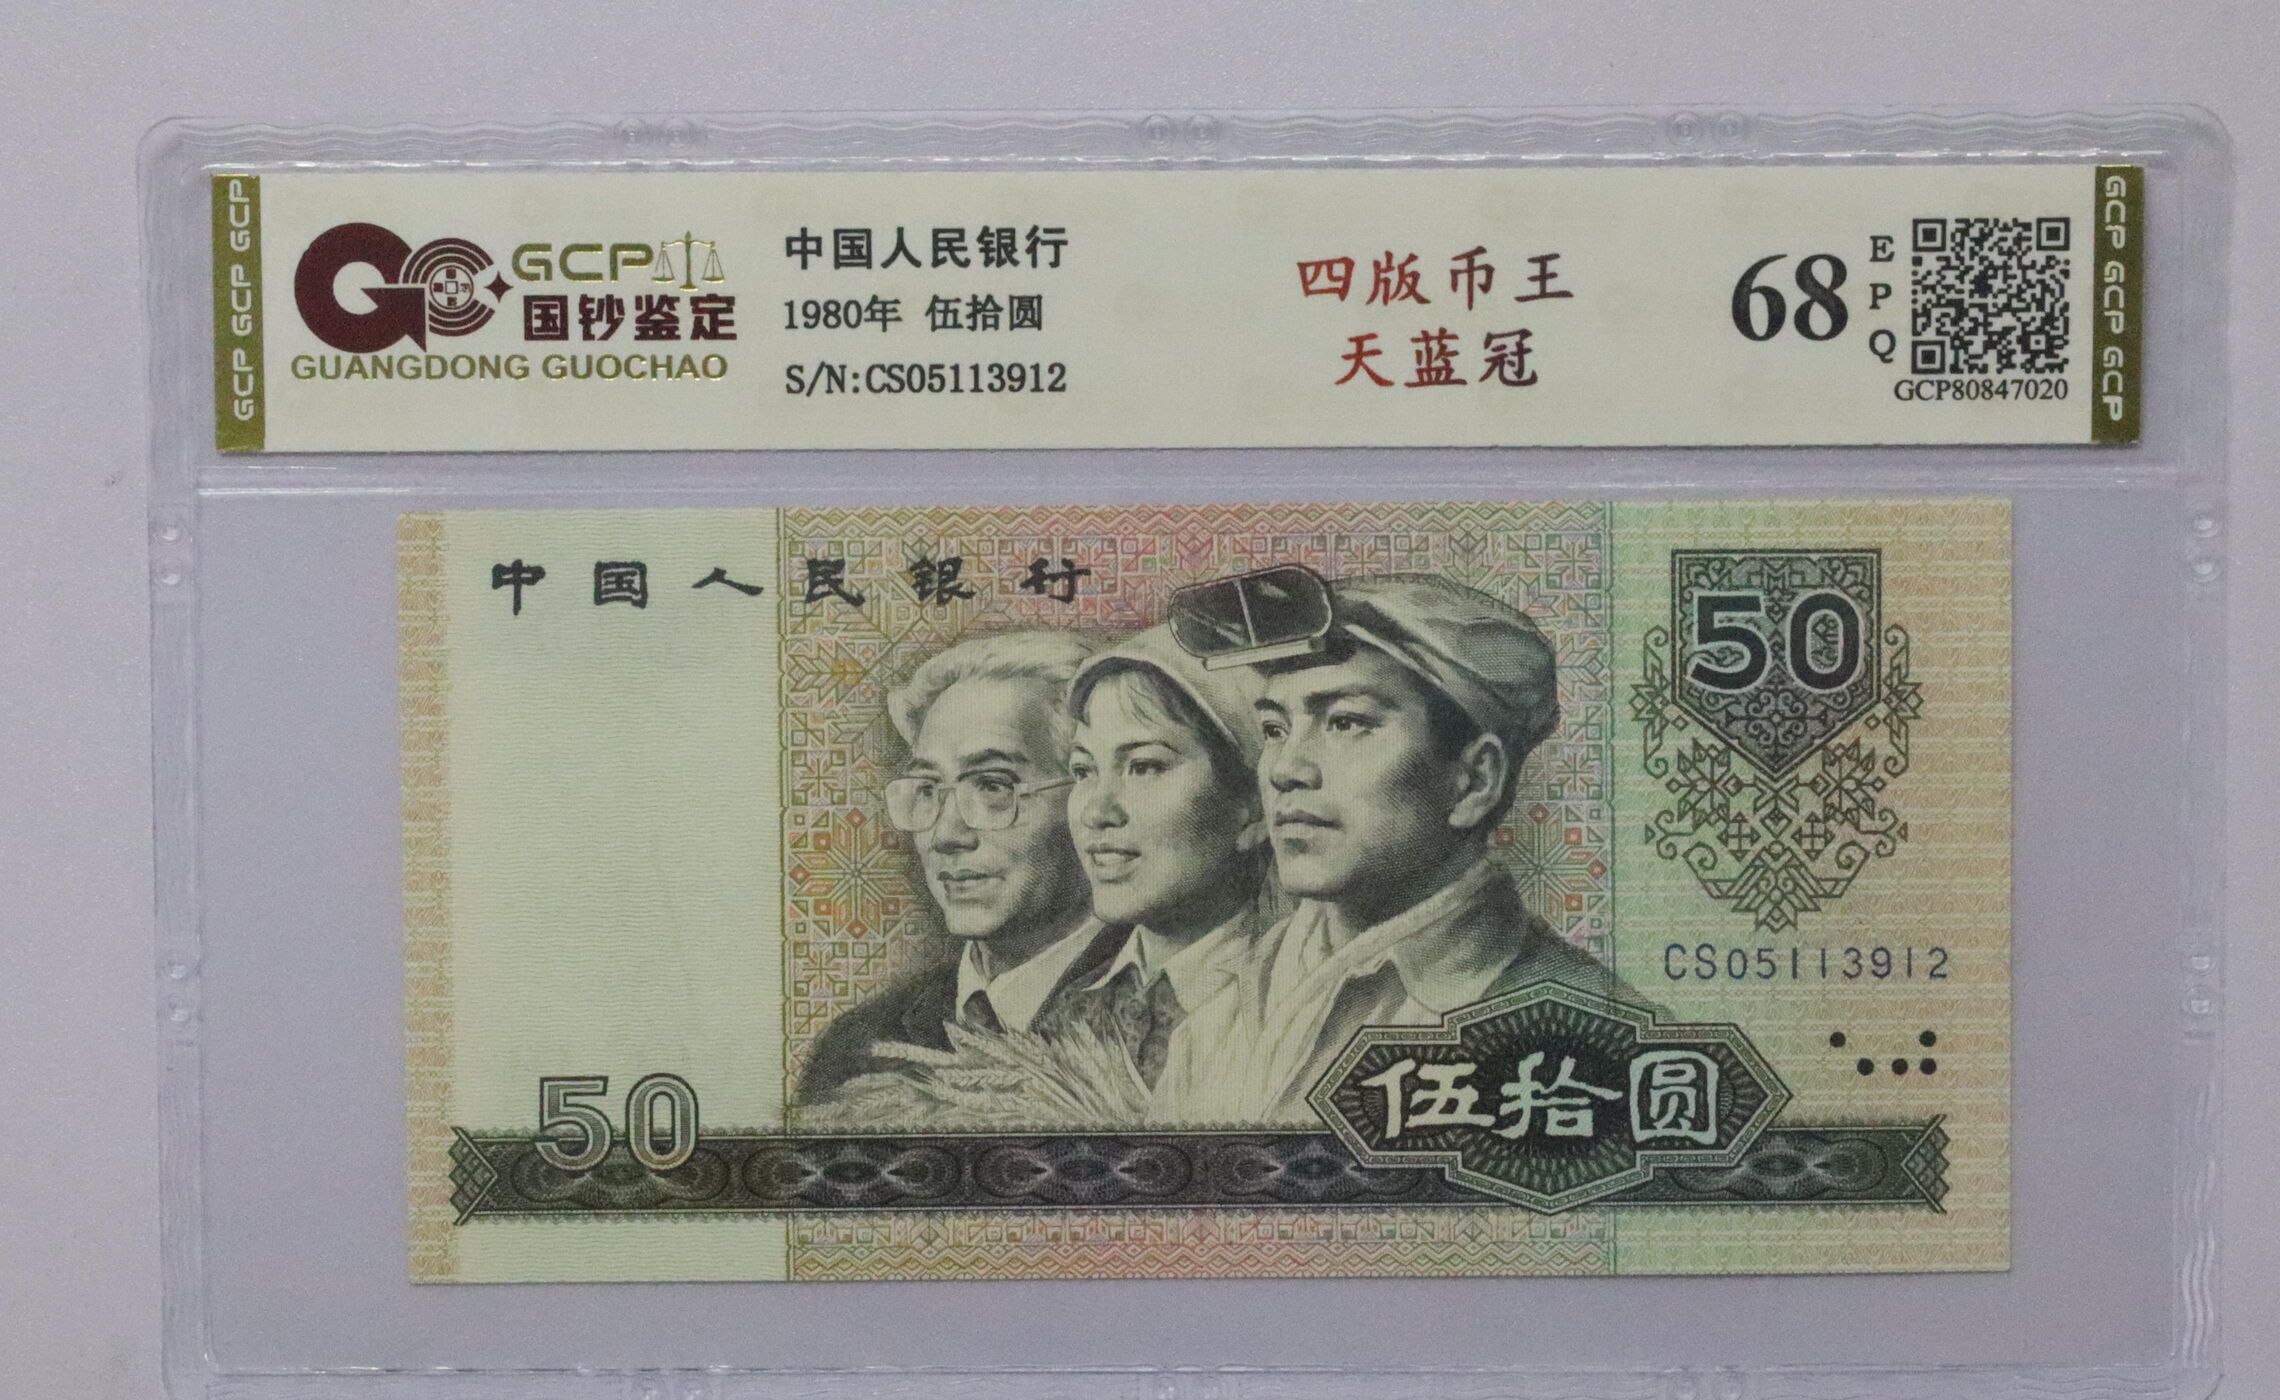 GCP GCP GCP
GCP
国钞鉴定
GUANGDONG GUOCHAO
中国人民银行
1980年 伍拾圆
S/N:CS05113912
四版币王
天蓝冠
68
EPQ
GCP80847020
GCP GCP GCP
中国人民银行
50
CS05113912
伍拾圆
50